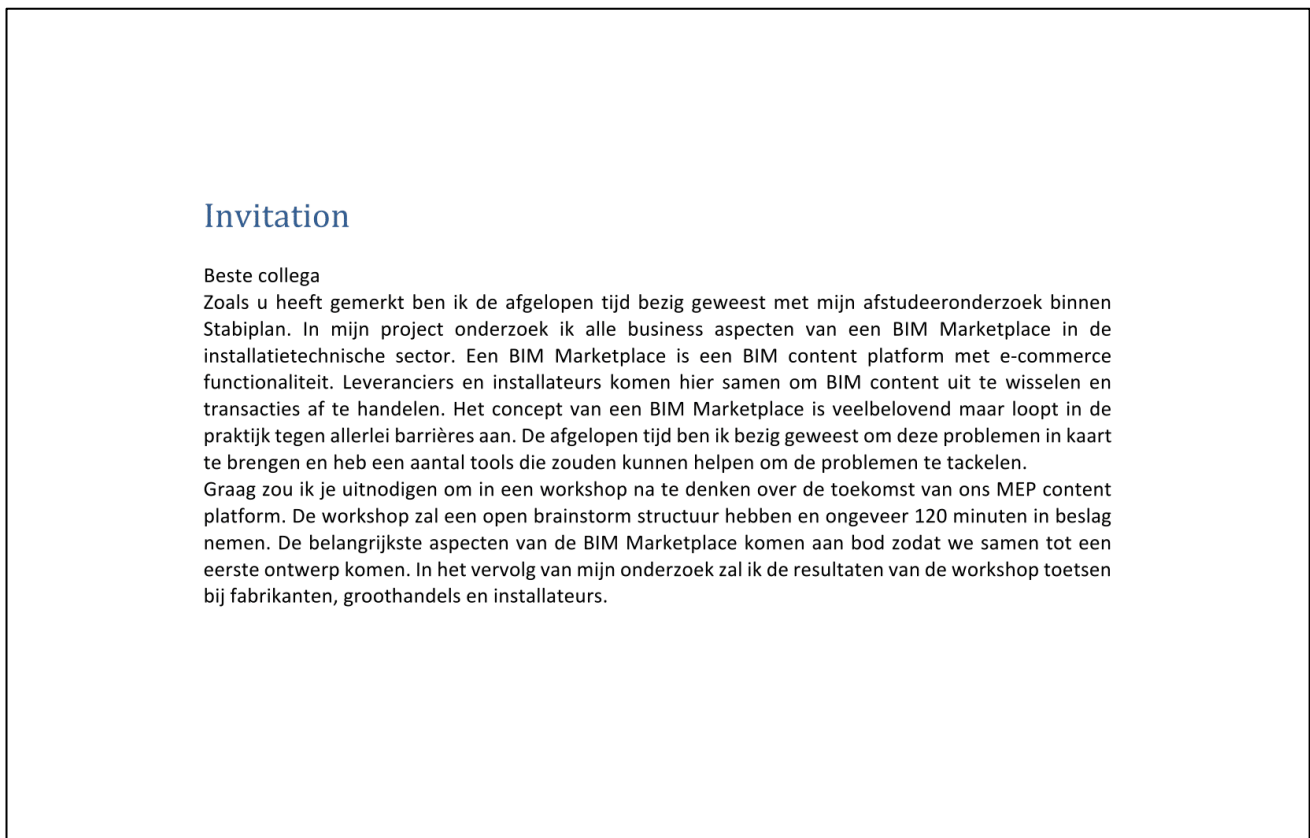 Invitation
Beste collega
Zoals u heeft gemerkt ben ik de afgelopen tijd bezig geweest met mijn afstudeeronderzoek binnen
Stabiplan. In mijn project onderzoek ik alle business aspecten van een BIM Marketplace in de
installatietechnische sector. Een BIM Marketplace is een BIM content platform met e-commerce
functionaliteit. Leveranciers en installateurs komen hier samen om BIM content uit te wisselen en
transacties af te handelen. Het concept van een BIM Marketplace is veelbelovend maar loopt in de
praktijk tegen allerlei barrières aan. De afgelopen tijd ben ik bezig geweest om deze problemen in kaart
te brengen en heb een aantal tools die zouden kunnen helpen om de problemen te tackelen.
Graag zou ik je uitnodigen om in een workshop na te denken over de toekomst van ons MEP content
platform. De workshop zal een open brainstorm structuur hebben en ongeveer 120 minuten in beslag
nemen. De belangrijkste aspecten van de BIM Marketplace komen aan bod zodat we samen tot een
eerste ontwerp komen. In het vervolg van mijn onderzoek zal ik de resultaten van de workshop toetsen
bij fabrikanten, groothandels en installateurs.